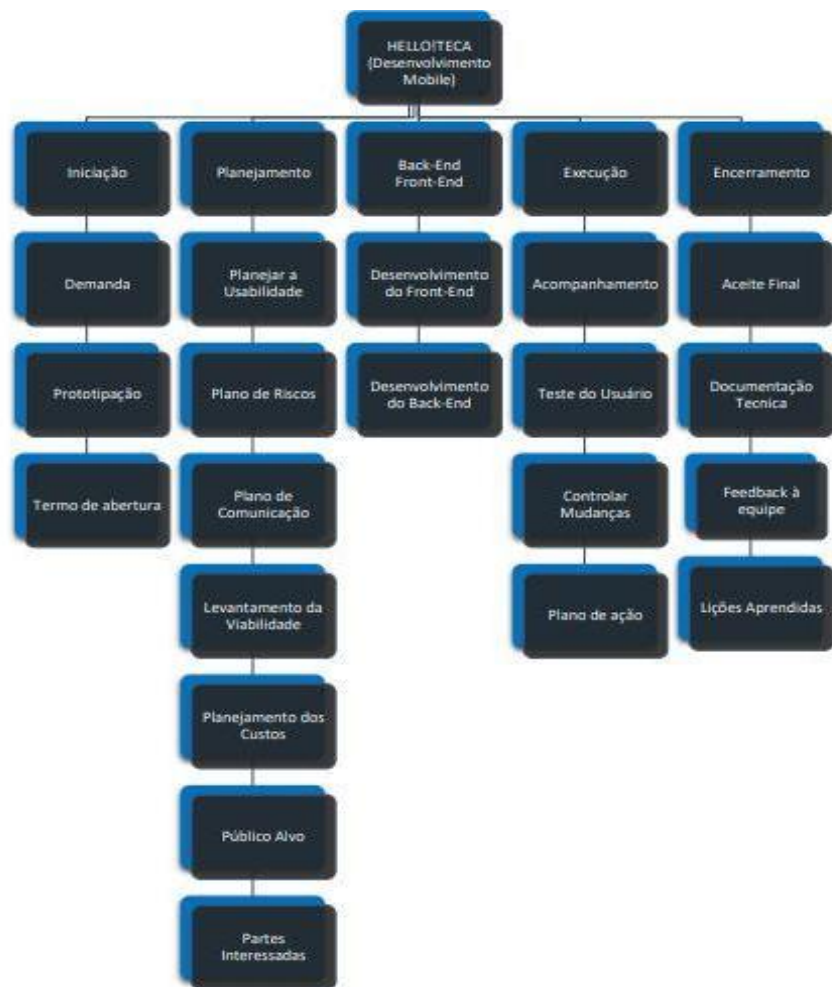 HELLO!TECA
(Desenvolvimento
Mobile)
Iniciação
Demanda
Prototipação
Termo de abertura
Planejamento
Planejar a
Usabilidade
Plano de Riscos
Plano de
Comunicação
Levantamento da
Viabilidade
Planejamento dos
Custos
Público Alvo
Partes
Interessadas
Back-End
Front-End
Desenvolvimento
do Front-End
Desenvolvimento
do Back-End
Execução
Acompanhamento
Teste do Usuário
Controlar
Mudanças
Plano de ação
Encerramento
Aceite Final
Documentação
Tecnica
Feedback à
equipe
Lições Aprendidas